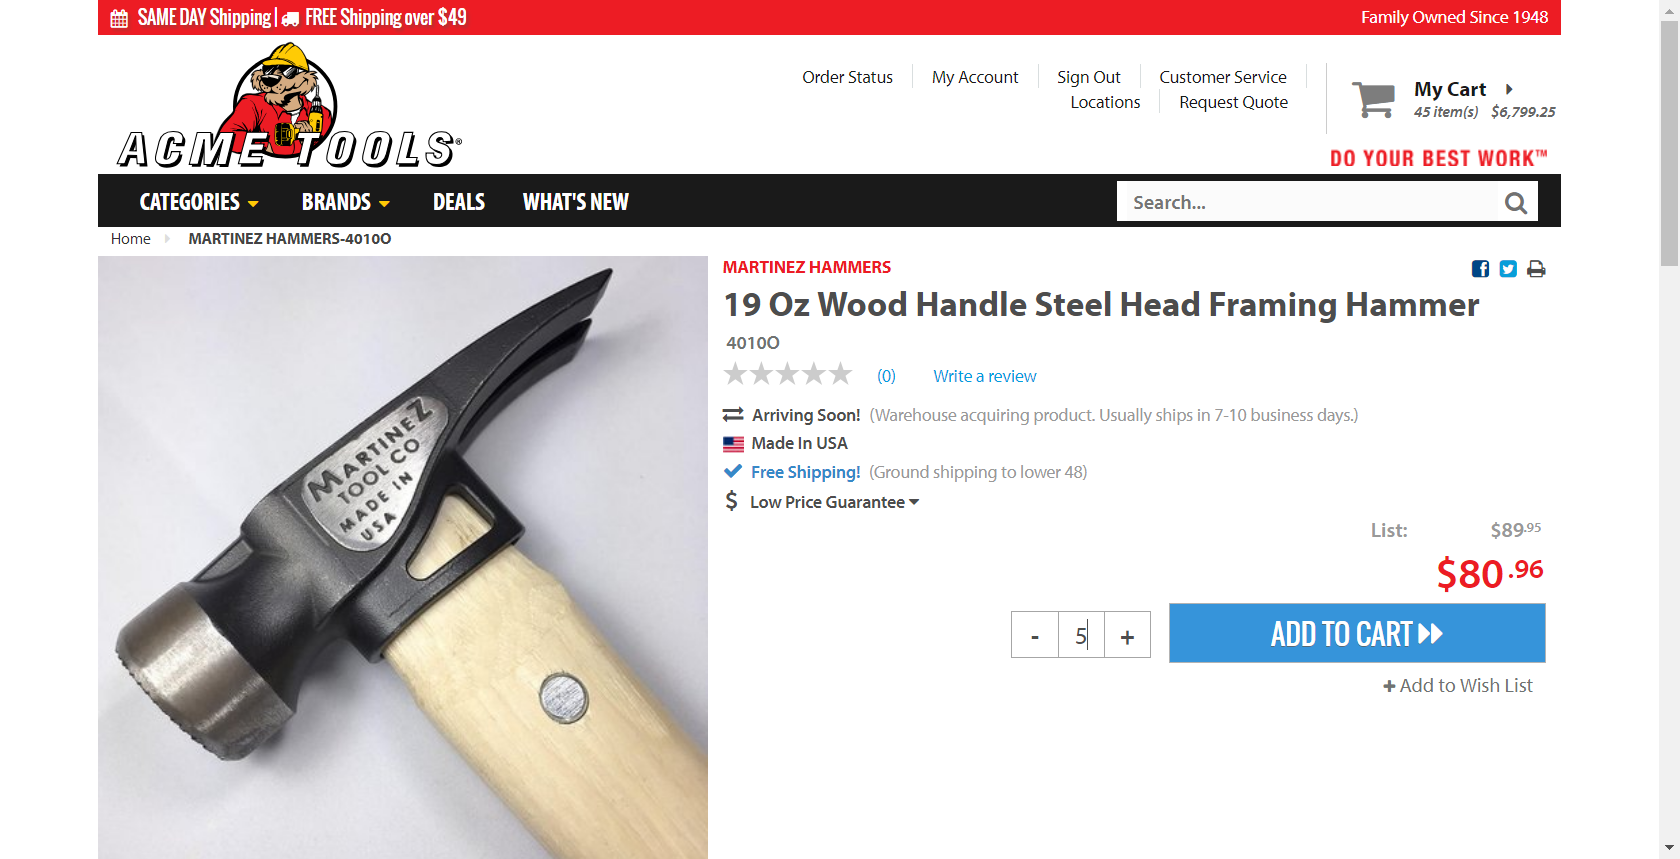 SAME DAY Shipping | FREE Shipping over $49
Family Owned Since 1948
ACME TOOLS®
Order Status
My Account
Sign Out
Customer Service
Locations
Request Quote
My Cart
45 item(s) $6,799.25
DO YOUR BEST WORK™
CATEGORIES
BRANDS
DEALS
WHAT'S NEW
Search...
Home
MARTINEZ HAMMERS-4010O
MARTINEZ HAMMERS
19 Oz Wood Handle Steel Head Framing Hammer
4010O
(0)
Write a review
Arriving Soon! (Warehouse acquiring product. Usually ships in 7-10 business days.)
Made In USA
Free Shipping! (Ground shipping to lower 48)
$ Low Price Guarantee
List: $89.95
$80.96
- 5 +
ADD TO CART
+ Add to Wish List
MARTINEZ
TOOL CO
MADE IN
USA